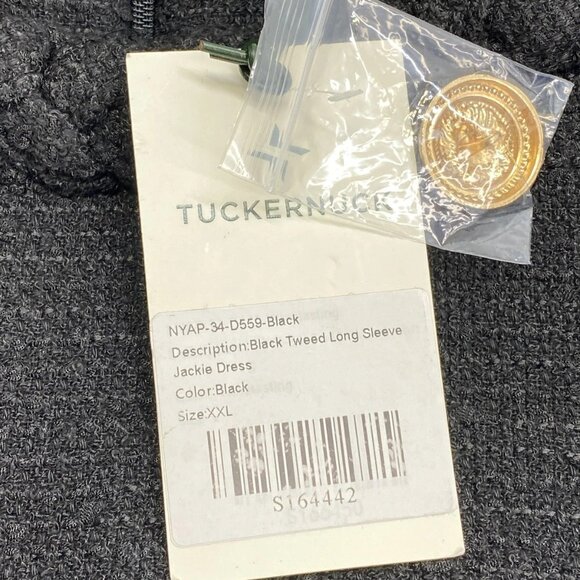 TUCKERNUCK
NYAP-34-D559-Black
Description:Black Tweed Long Sleeve
Jackie Dress
Color:Black
Size:XXL
S164442